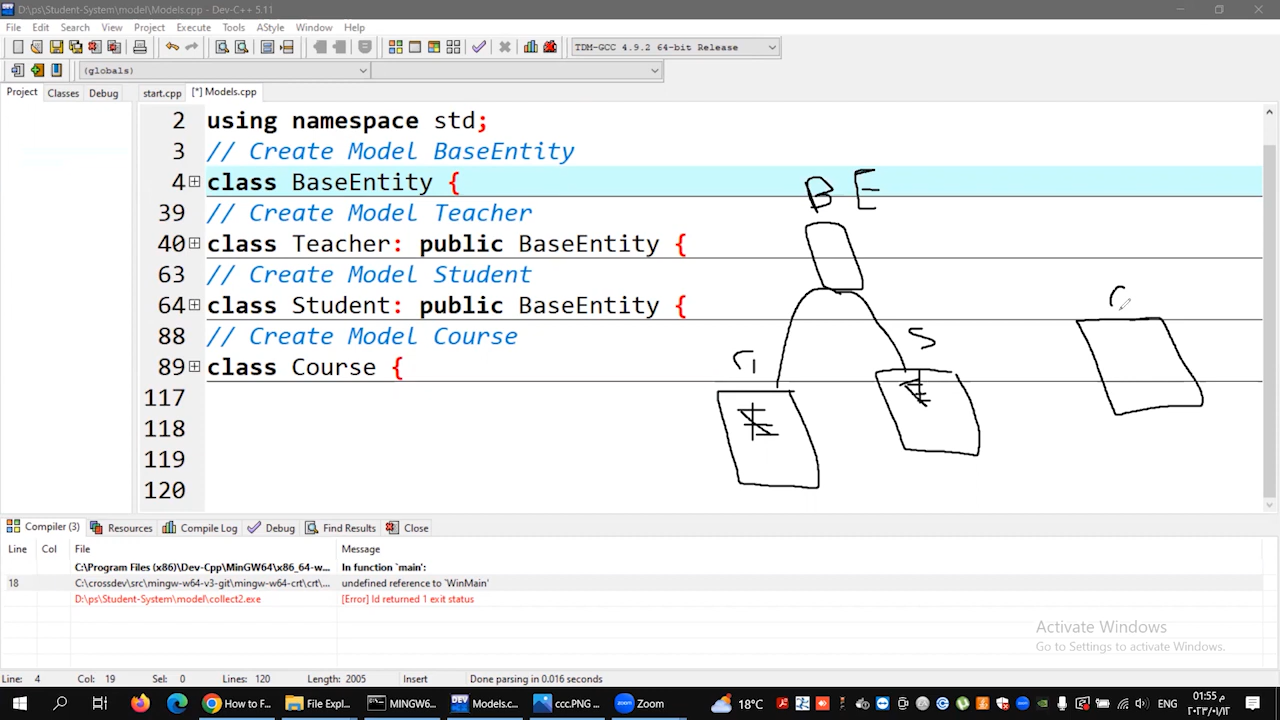 D:\ps\Student-System\model\Models.cpp - Dev-C++ 5.11
File Edit Search View Project Execute Tools AStyle Window Help
TDM-GCC 4.9.2 64-bit Release
(globals)
Project Classes Debug start.cpp [*] Models.cpp
2 using namespace std;
3 // Create Model BaseEntity
4 class BaseEntity {
B E
39 // Create Model Teacher
40 class Teacher: public BaseEntity {
63 // Create Model Student
64 class Student: public BaseEntity {
88 // Create Model Course
S
89 class Course {
117
118
119
120
Compiler (3) Resources Compile Log Debug Find Results Close
Line Col File Message
C:\Program Files (x86)\Dev-Cpp\MinGW64\x86_64-w... In function `main':
18 C:\crossdev\src\mingw-w64-v3-git\mingw-w64-crt\crt\... undefined reference to `WinMain'
D:\ps\Student-System\model\collect2.exe [Error] ld returned 1 exit status
Activate Windows
Go to Settings to activate Windows.
Line: 4 Col: 19 Sel: 0 Lines: 120 Length: 2005 Insert Done parsing in 0.016 seconds
How to F... File Expl... MINGW6... Models.c... ccc.PNG ... Zoom 18°C ENG
م 01:55